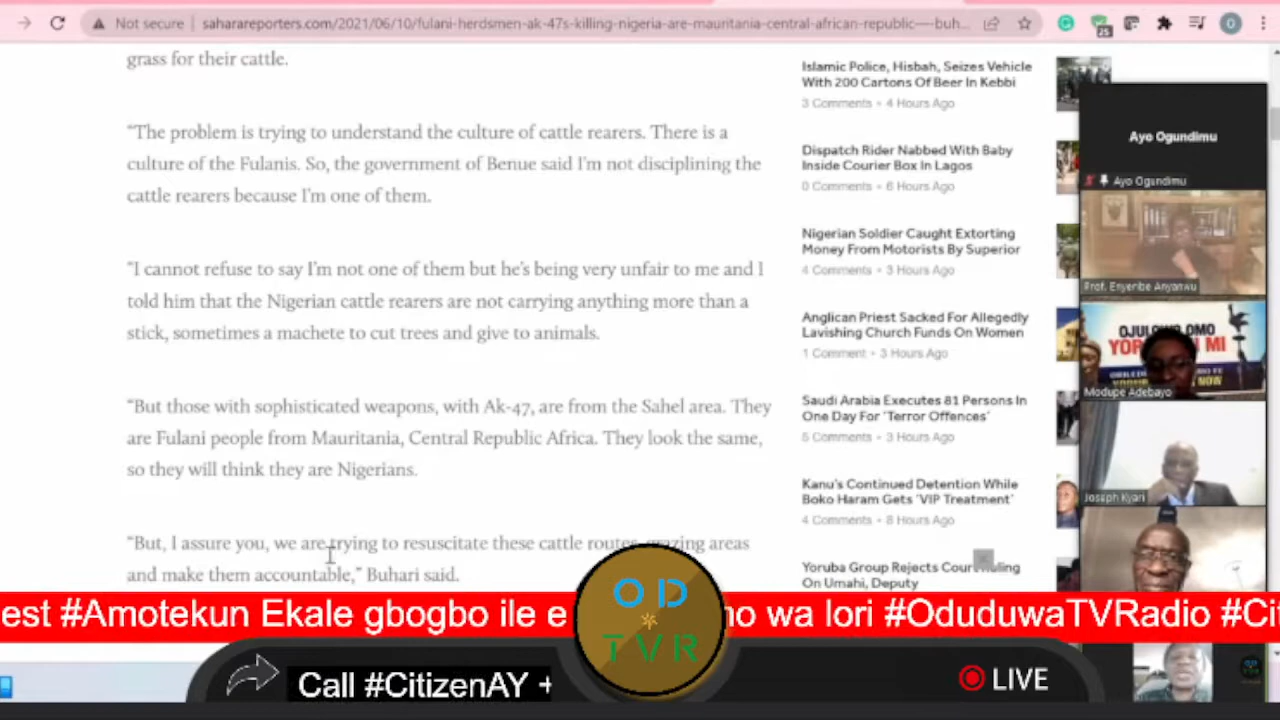 Not secure
saharareporters.com/2021/06/10/fulani-herdsmen-ak-47s-killing-nigeria-are-mauritania-central-african-republic-—buh...
25
O
grass for their cattle.
“The problem is trying to understand the culture of cattle rearers. There is a
culture of the Fulanis. So, the government of Benue said I'm not disciplining the
cattle rearers because I'm one of them.
“I cannot refuse to say I'm not one of them but he's being very unfair to me and I
told him that the Nigerian cattle rearers are not carrying anything more than a
stick, sometimes a machete to cut trees and give to animals.
“But those with sophisticated weapons, with Ak-47, are from the Sahel area. They
are Fulani people from Mauritania, Central Republic Africa. They look the same,
so they will think they are Nigerians.
“But, I assure you, we are trying to resuscitate these cattle routes, grazing areas
and make them accountable,” Buhari said.
Islamic Police, Hisbah, Seizes Vehicle
With 200 Cartons Of Beer In Kebbi
3 Comments • 4 Hours Ago
Dispatch Rider Nabbed With Baby
Inside Courier Box In Lagos
0 Comments • 6 Hours Ago
Nigerian Soldier Caught Extorting
Money From Motorists By Superior
4 Comments • 3 Hours Ago
Anglican Priest Sacked For Allegedly
Lavishing Church Funds On Women
1 Comment • 3 Hours Ago
Saudi Arabia Executes 81 Persons In
One Day For ‘Terror Offences’
5 Comments • 3 Hours Ago
Kanu's Continued Detention While
Boko Haram Gets ‘VIP Treatment’
4 Comments • 8 Hours Ago
Yoruba Group Rejects Court Ruling
On Umahi, Deputy
Ayo Ogundimu
Ayo Ogundimu
Prof. Enyeribe Anyanwu
OJULOWO OMO
YOR MI
NOW
Modupe Adebayo
Joseph Kyari
est #Amotekun Ekale gbogbo ile e mo wa lori #OduduwaTVRadio #Ci
OD
TVR
Call #CitizenAY +
LIVE